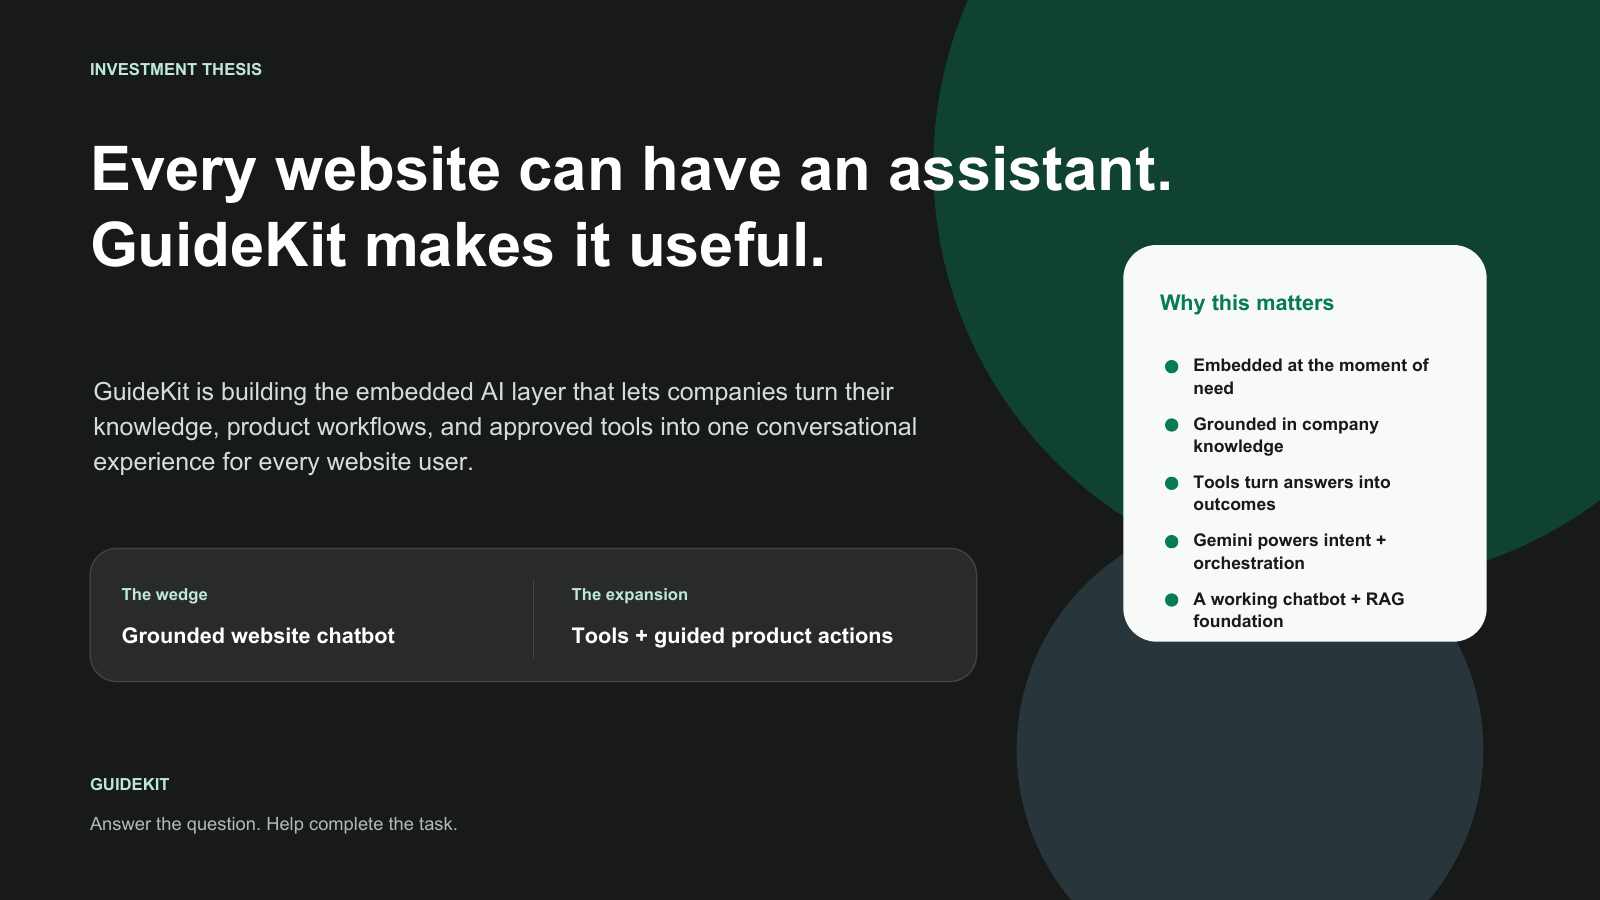 INVESTMENT THESIS
Every website can have an assistant.
GuideKit makes it useful.
GuideKit is building the embedded AI layer that lets companies turn their
knowledge, product workflows, and approved tools into one conversational
experience for every website user.
The wedge
Grounded website chatbot
The expansion
Tools + guided product actions
Why this matters
Embedded at the moment of
need
Grounded in company
knowledge
Tools turn answers into
outcomes
Gemini powers intent +
orchestration
A working chatbot + RAG
foundation
GUIDEKIT
Answer the question. Help complete the task.